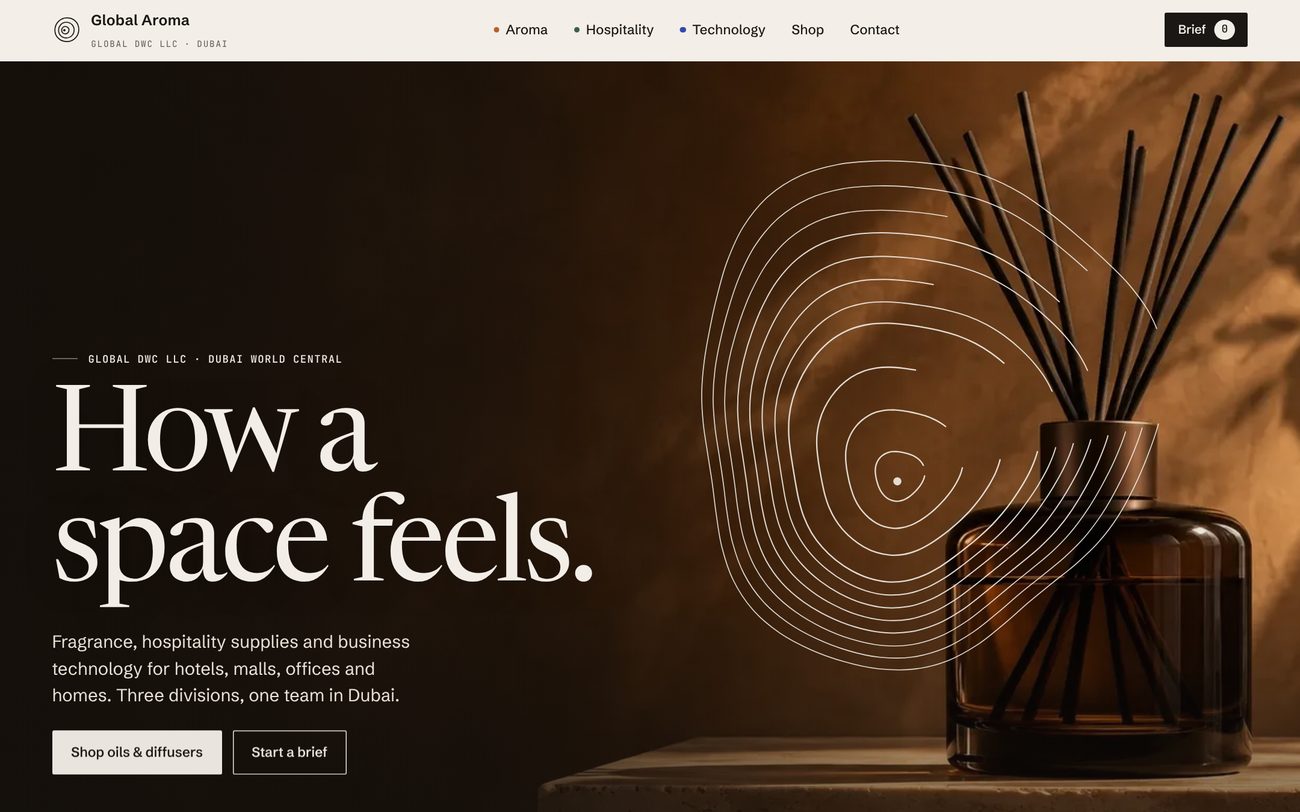 Global Aroma
GLOBAL DWC LLC · DUBAI
Aroma
Hospitality
Technology
Shop
Contact
Brief 0
GLOBAL DWC LLC · DUBAI WORLD CENTRAL
How a
space feels.
Fragrance, hospitality supplies and business
technology for hotels, malls, offices and
homes. Three divisions, one team in Dubai.
Shop oils & diffusers
Start a brief